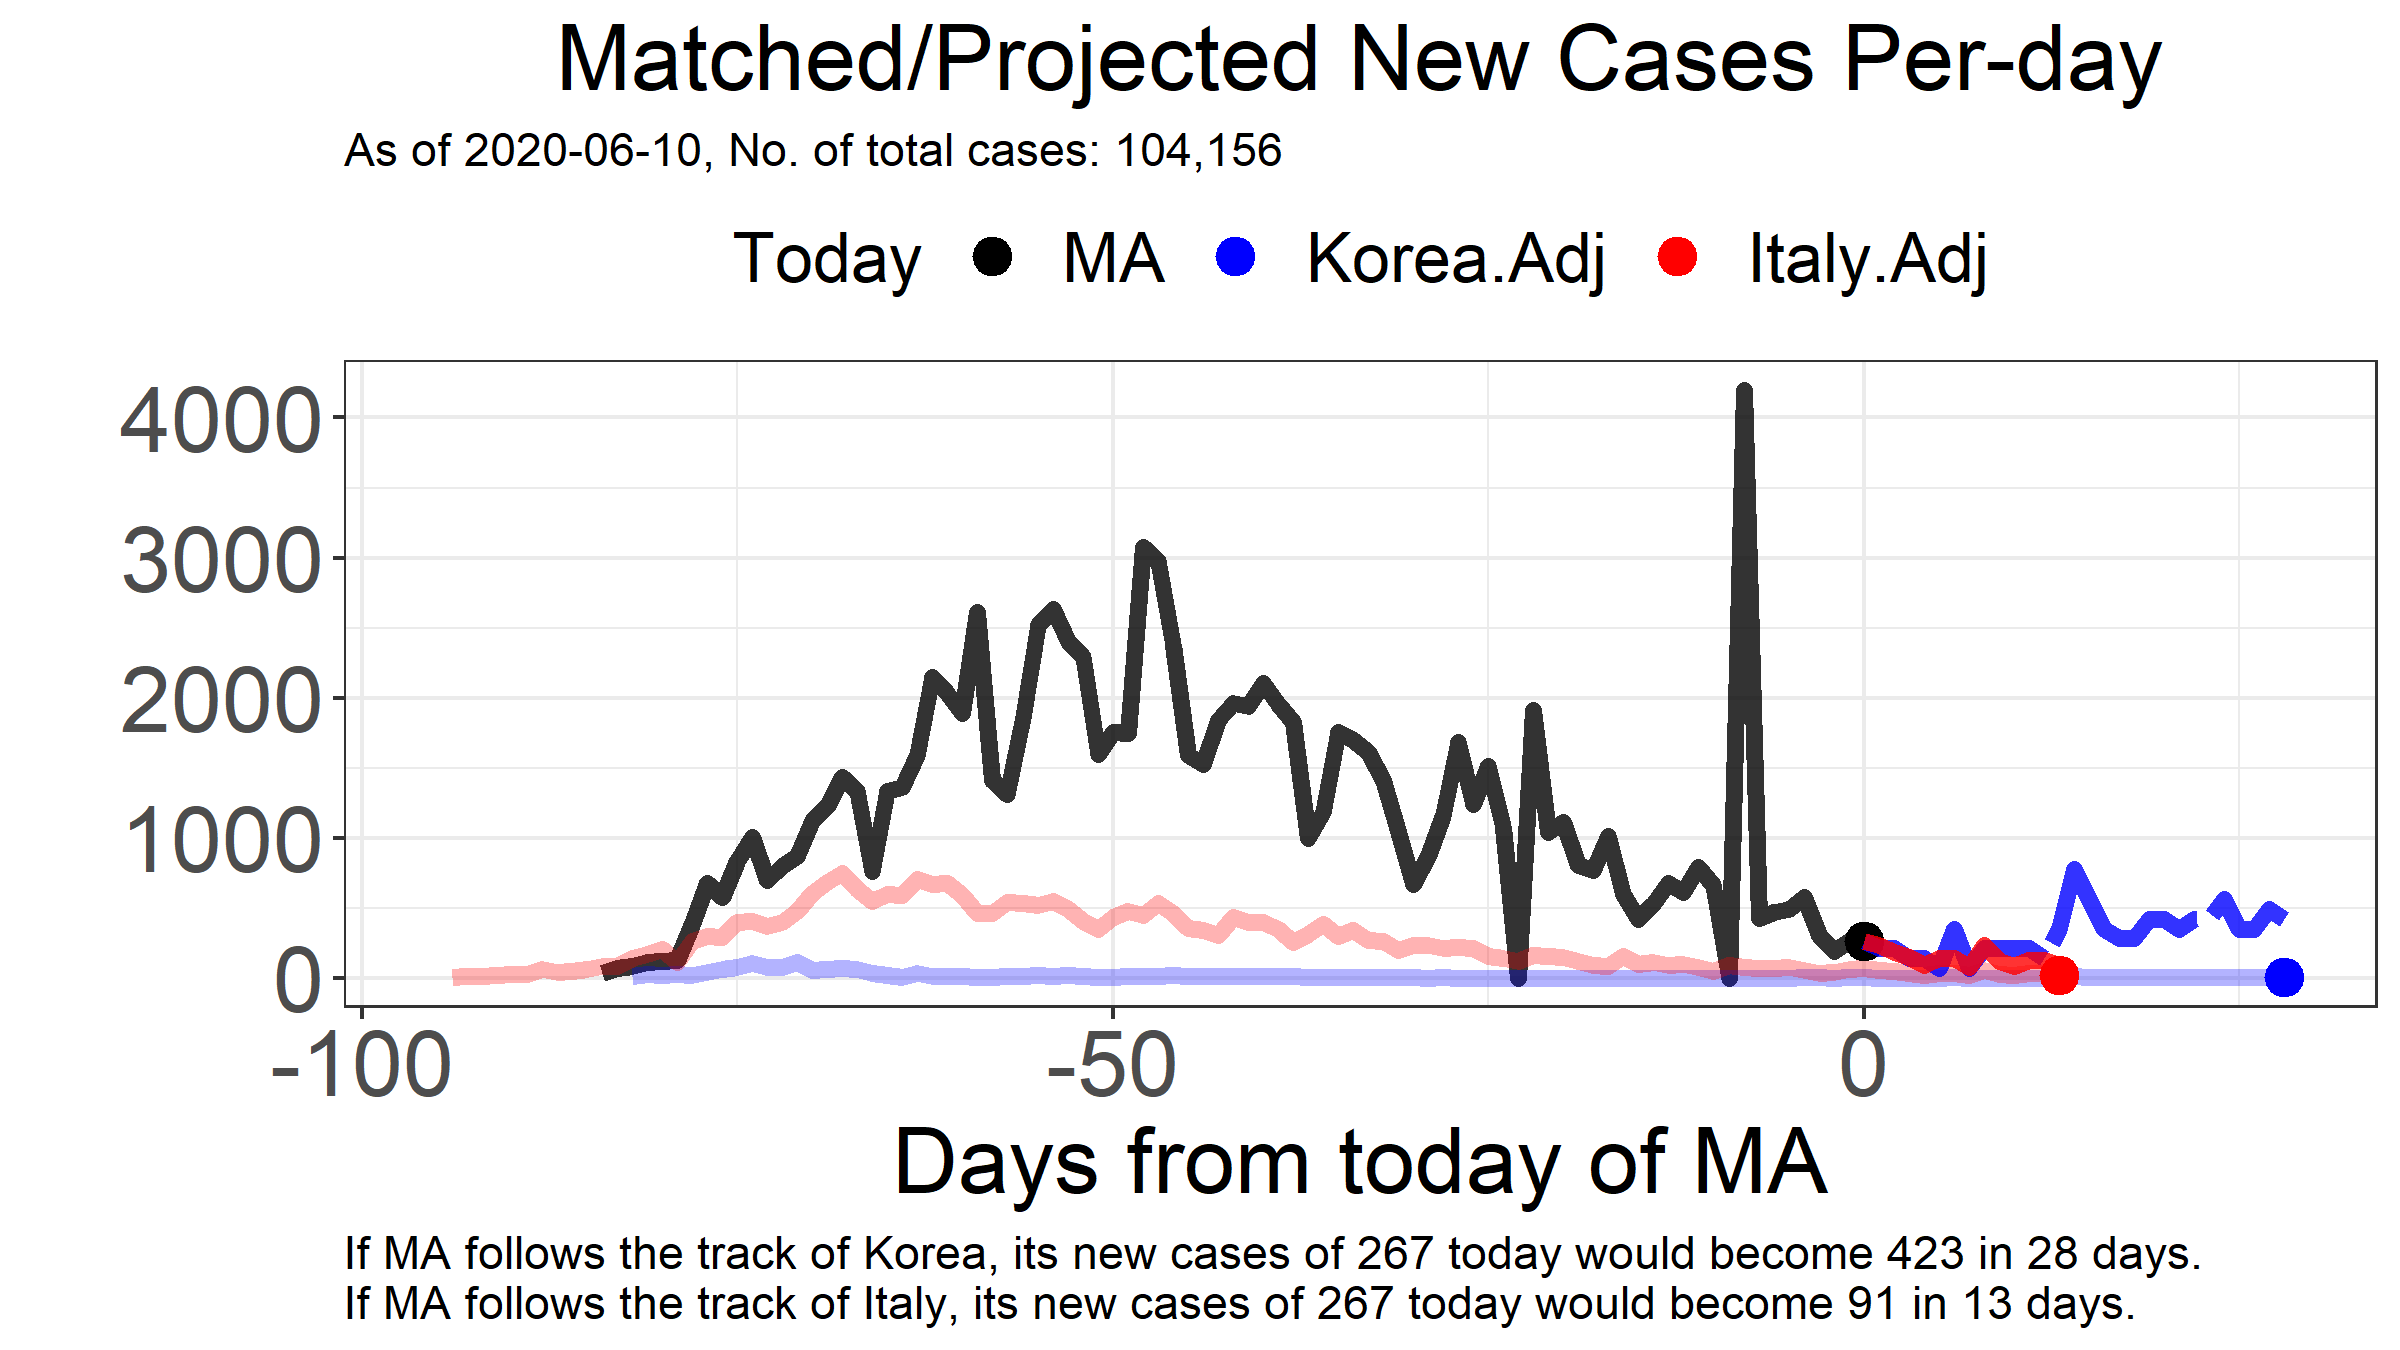 Matched/Projected New Cases Per-day
As of 2020-06-10, No. of total cases: 104,156
Today MA Korea.Adj Italy.Adj
4000
3000
2000
1000
0
-100 -50 0
Days from today of MA
If MA follows the track of Korea, its new cases of 267 today would become 423 in 28 days.
If MA follows the track of Italy, its new cases of 267 today would become 91 in 13 days.